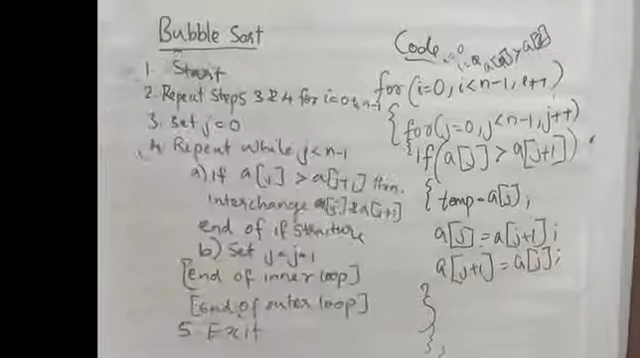 Bubble Sort
1. Start
2. Repeat Steps 3 & 4 for i=0 to n-1
3. Set j=0
4. Repeat while j<n-1
a) if a[j] > a[j+1] then
interchange a[j] & a[j+1]
end of if structure
b) Set j=j+1
[end of inner loop]
[End of outer loop]
5. Exit
Code
for(i=0, i<n-1, i++)
{ for(j=0, j<n-1, j++)
{ if(a[j] > a[j+1])
{ temp=a[j];
a[j]=a[j+1];
a[j+1]=a[j];
}
}
}